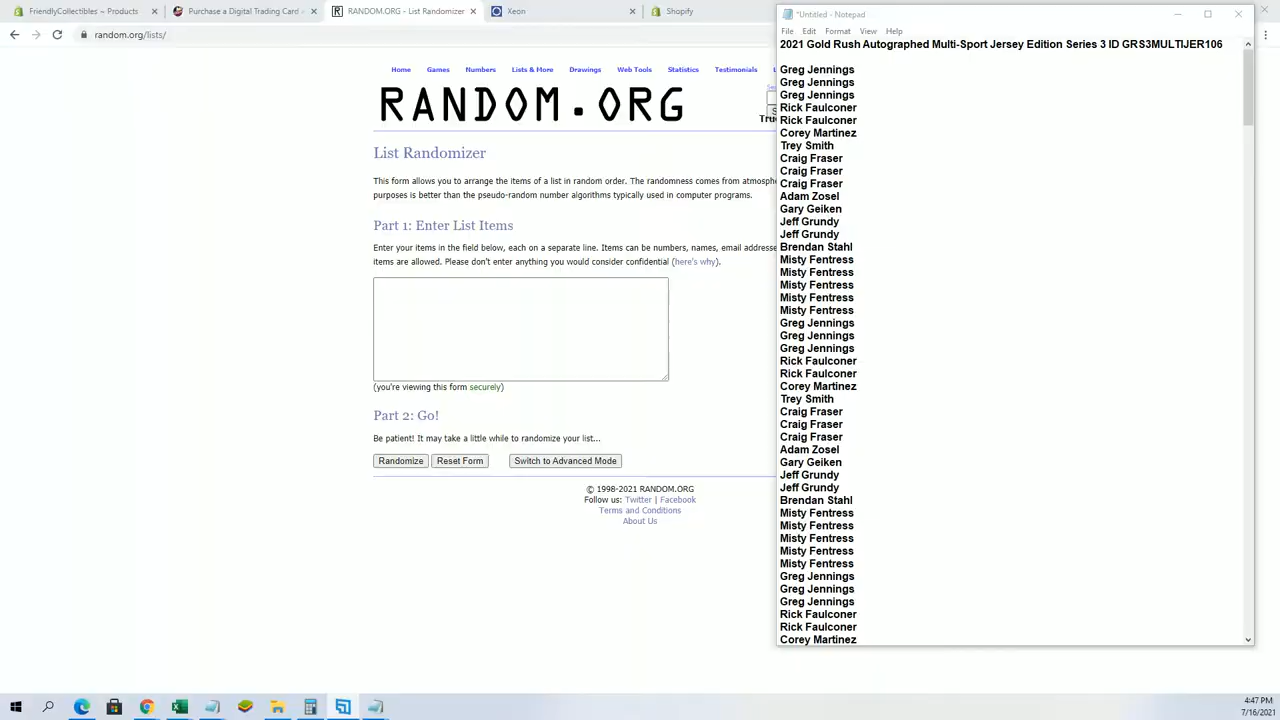 FriendlyCollectibles ~ Products
Purchase a Digital Trading Card
RANDOM.ORG - List Randomizer
Xeon
Shopify
random.org/lists/
*Untitled - Notepad
File Edit Format View Help
2021 Gold Rush Autographed Multi-Sport Jersey Edition Series 3 ID GRS3MULTIJER106
Home Games Numbers Lists & More Drawings Web Tools Statistics Testimonials
RANDOM.ORG
List Randomizer
This form allows you to arrange the items of a list in random order. The randomness comes from
purposes is better than the pseudo-random number algorithms typically used in computer programs.
Part 1: Enter List Items
Enter your items in the field below, each on a separate line. Items can be numbers, names, email
items are allowed. Please don't enter anything you would consider confidential (here's why).
(you're viewing this form securely)
Part 2: Go!
Be patient! It may take a little while to randomize your list...
Randomize Reset Form Switch to Advanced Mode
© 1998-2021 RANDOM.ORG
Follow us: Twitter | Facebook
Terms and Conditions
About Us
Greg Jennings
Greg Jennings
Greg Jennings
Rick Faulconer
Rick Faulconer
Corey Martinez
Trey Smith
Craig Fraser
Craig Fraser
Craig Fraser
Adam Zosel
Gary Geiken
Jeff Grundy
Jeff Grundy
Brendan Stahl
Misty Fentress
Misty Fentress
Misty Fentress
Misty Fentress
Misty Fentress
Greg Jennings
Greg Jennings
Greg Jennings
Rick Faulconer
Rick Faulconer
Corey Martinez
Trey Smith
Craig Fraser
Craig Fraser
Craig Fraser
Adam Zosel
Gary Geiken
Jeff Grundy
Jeff Grundy
Brendan Stahl
Misty Fentress
Misty Fentress
Misty Fentress
Misty Fentress
Misty Fentress
Greg Jennings
Greg Jennings
Greg Jennings
Rick Faulconer
Rick Faulconer
Corey Martinez
4:47 PM
7/16/2021